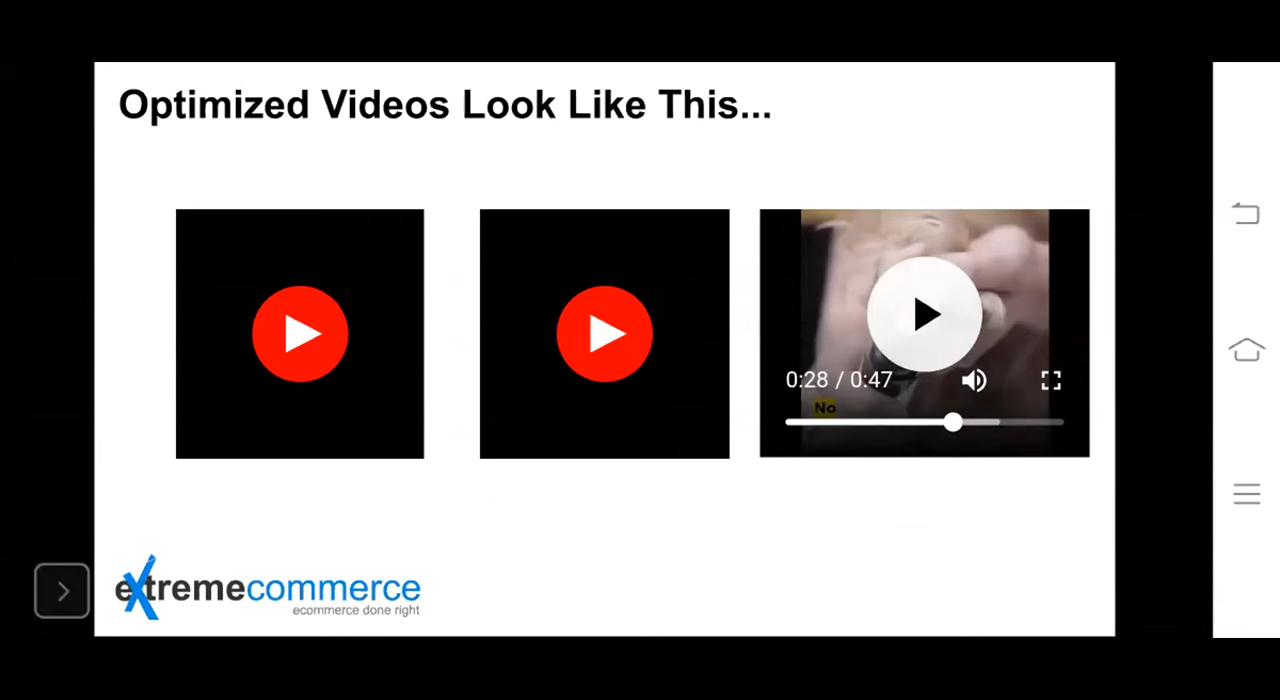 Optimized Videos Look Like This...
0:28 / 0:47
No
extremecommerce
ecommerce done right